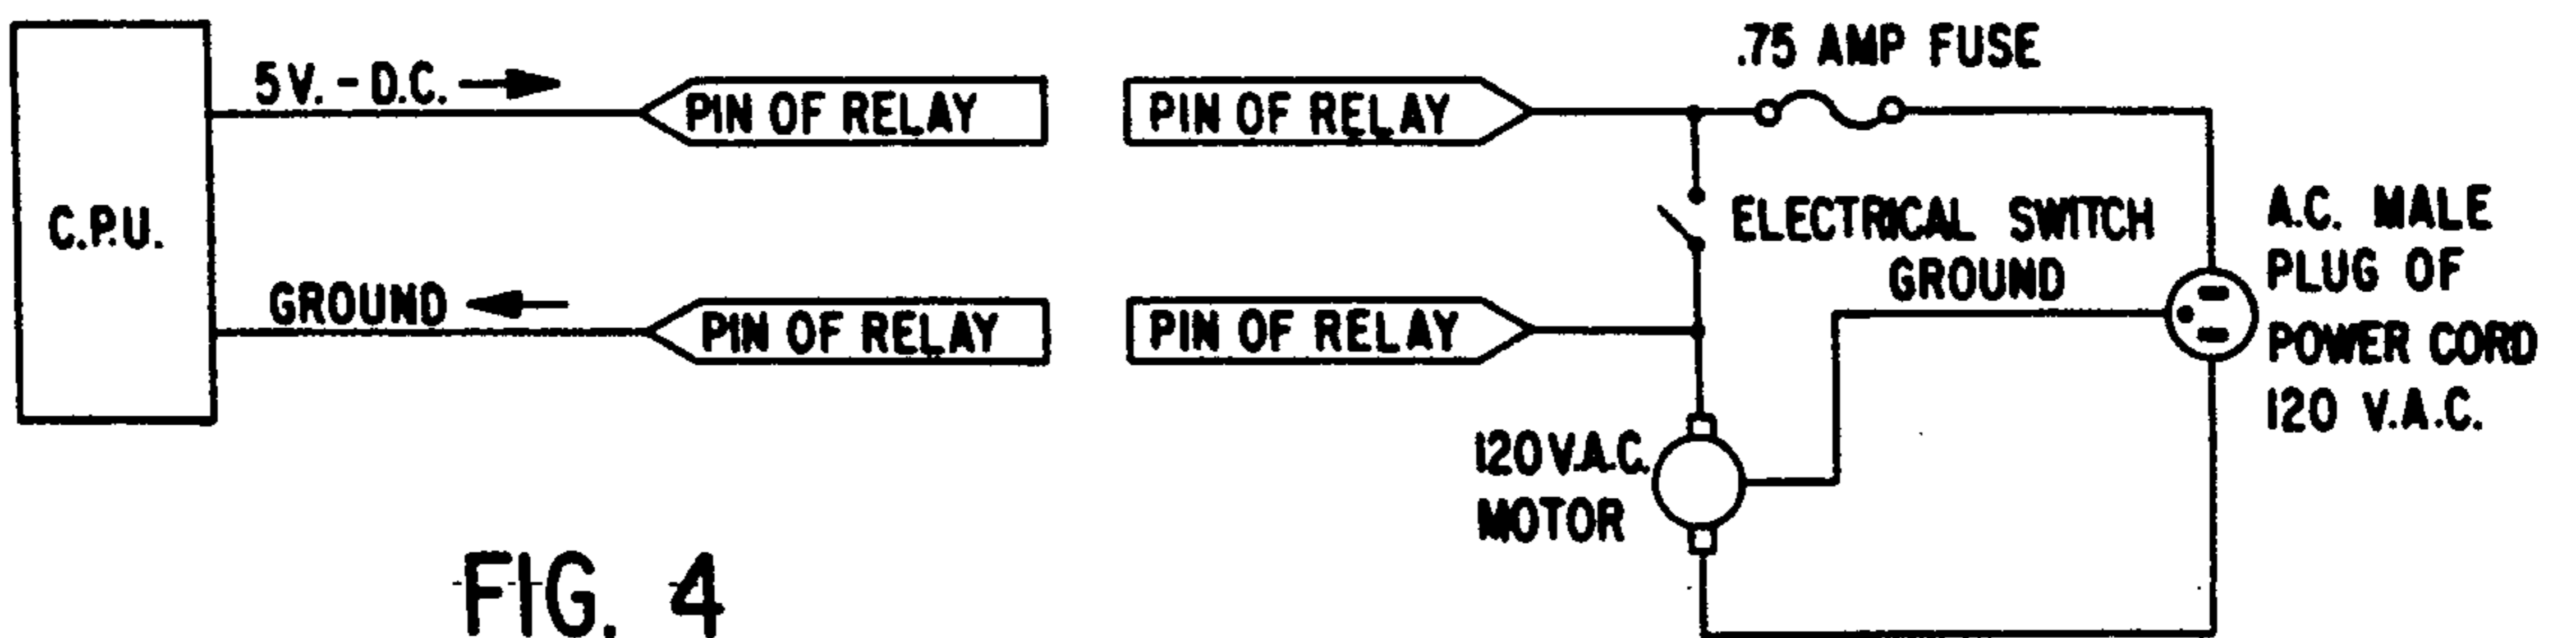 .75 AMP FUSE
5V. - D.C.
PIN OF RELAY
PIN OF RELAY
C.P.U.
ELECTRICAL SWITCH
GROUND
A.C. MALE
PLUG OF
POWER CORD
120 V.A.C.
GROUND
PIN OF RELAY
PIN OF RELAY
120 V.A.C.
MOTOR
FIG. 4